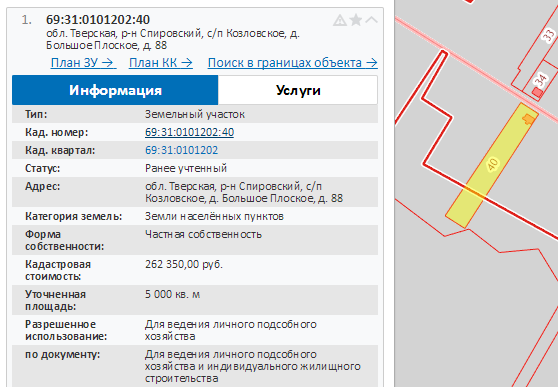 1. 69:31:0101202:40
обл. Тверская, р-н Спировский, с/п Козловское, д.
Большое Плоское, д. 88
План ЗУ → План КК → Поиск в границах объекта →
Информация Услуги
Тип: Земельный участок
Кад. номер: 69:31:0101202:40
Кад. квартал: 69:31:0101202
Статус: Ранее учтенный
Адрес: обл. Тверская, р-н Спировский, с/п
Козловское, д. Большое Плоское, д. 88
Категория земель: Земли населённых пунктов
Форма Частная собственность
собственности:
Кадастровая 262 350,00 руб.
стоимость:
Уточненная 5 000 кв. м
площадь:
Разрешенное Для ведения личного подсобного
использование: хозяйства
по документу: Для ведения личного подсобного
хозяйства и индивидуального жилищного
строительства
33
34
40